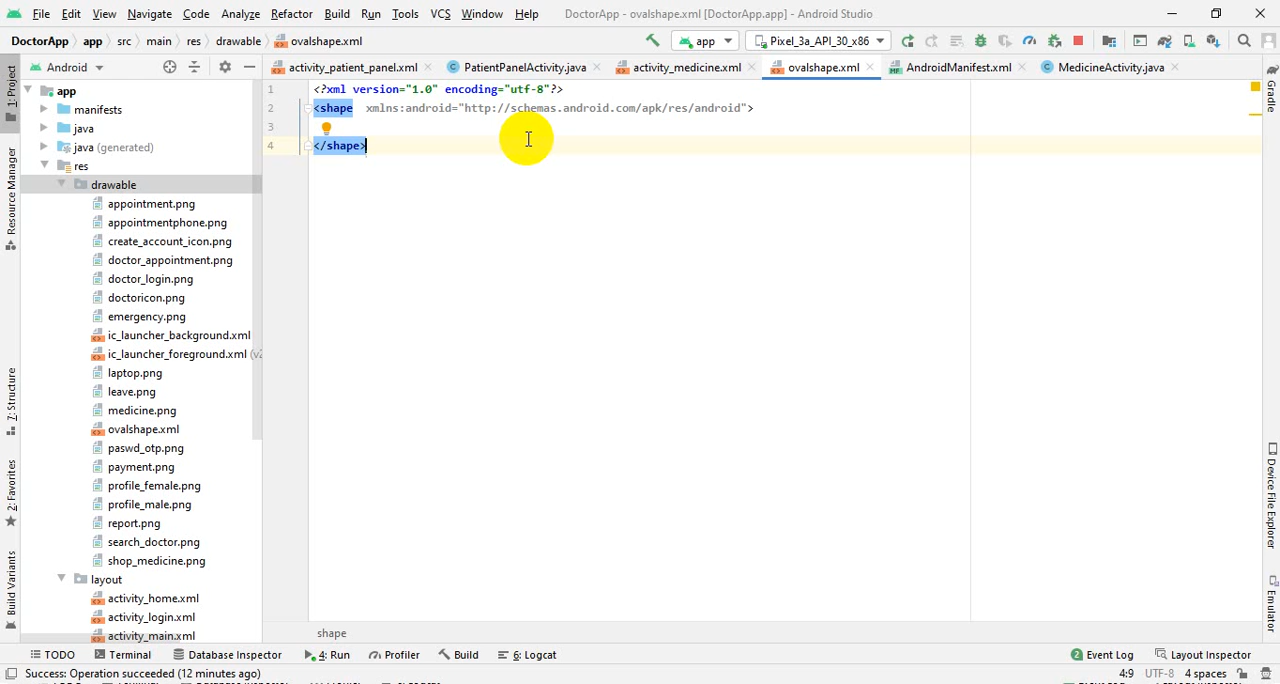 File Edit View Navigate Code Analyze Refactor Build Run Tools VCS Window Help DoctorApp - ovalshape.xml [DoctorApp.app] - Android Studio
DoctorApp app src main res drawable ovalshape.xml app Pixel_3a_API_30_x86
Android activity_patient_panel.xml PatientPanelActivity.java activity_medicine.xml ovalshape.xml AndroidManifest.xml MedicineActivity.java
1: Project
Resource Manager
7: Structure
2: Favorites
Build Variants
app
manifests
java
java (generated)
res
drawable
appointment.png
appointmentphone.png
create_account_icon.png
doctor_appointment.png
doctor_login.png
doctoricon.png
emergency.png
ic_launcher_background.xml
ic_launcher_foreground.xml (v2
laptop.png
leave.png
medicine.png
ovalshape.xml
paswd_otp.png
payment.png
profile_female.png
profile_male.png
report.png
search_doctor.png
shop_medicine.png
layout
activity_home.xml
activity_login.xml
activity_main.xml
1 <?xml version="1.0" encoding="utf-8"?>
2 <shape xmlns:android="http://schemas.android.com/apk/res/android">
3
4 </shape>
Gradle
Device File Explorer
Emulator
shape
TODO Terminal Database Inspector 4: Run Profiler Build 6: Logcat 2 Event Log Layout Inspector
Success: Operation succeeded (12 minutes ago) 4:9 UTF-8 4 spaces